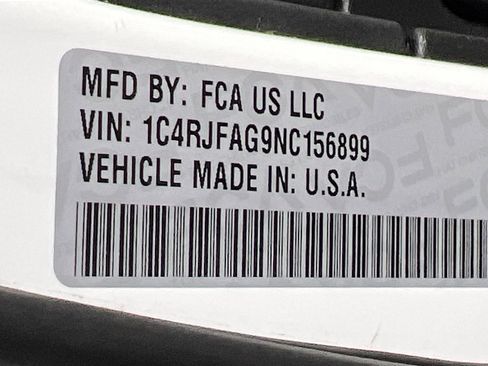 MFD BY: FCA US LLC
VIN: 1C4RJFAG9NC156899
VEHICLE MADE IN: U.S.A.